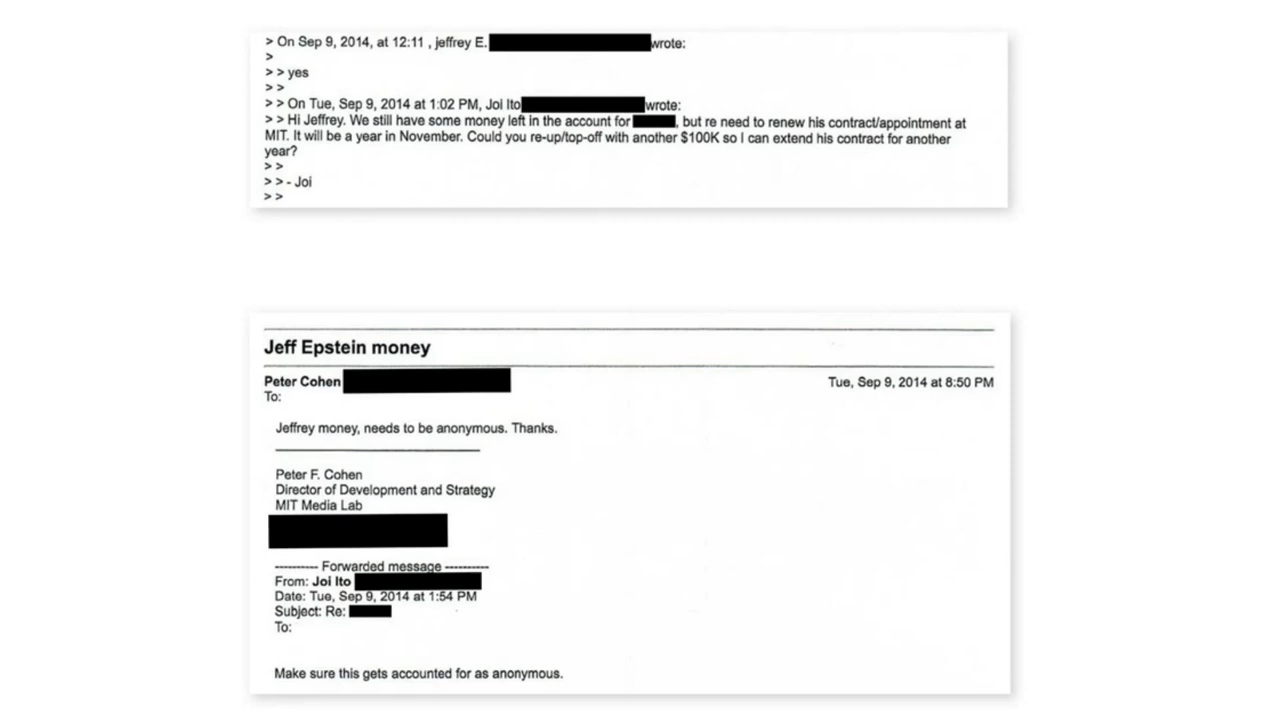 > On Sep 9, 2014, at 12:11 , jeffrey E. wrote:
>
> > yes
> >
> > On Tue, Sep 9, 2014 at 1:02 PM, Joi Ito wrote:
> > Hi Jeffrey. We still have some money left in the account for , but re need to renew his contract/appointment at
MIT. It will be a year in November. Could you re-up/top-off with another $100K so I can extend his contract for another
year?
> >
> > - Joi
> >
Jeff Epstein money
Peter Cohen Tue, Sep 9, 2014 at 8:50 PM
To:
Jeffrey money, needs to be anonymous. Thanks.
Peter F. Cohen
Director of Development and Strategy
MIT Media Lab
---------- Forwarded message ----------
From: Joi Ito
Date: Tue, Sep 9, 2014 at 1:54 PM
Subject: Re:
To:
Make sure this gets accounted for as anonymous.